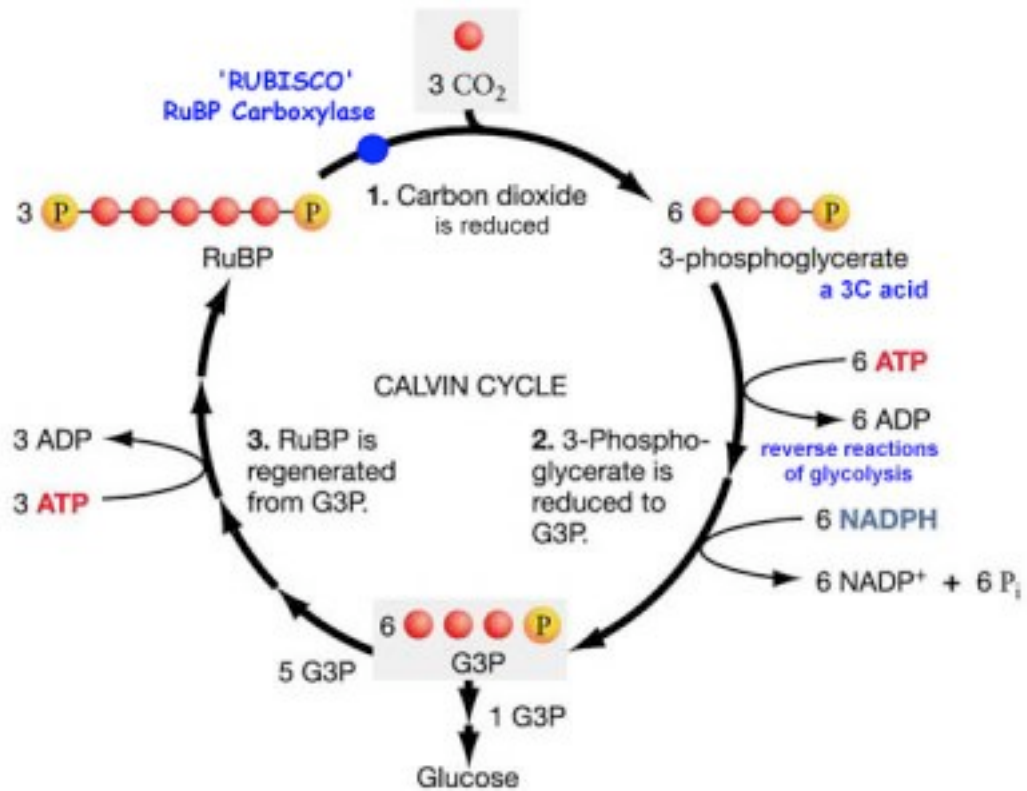 'RUBISCO'
RuBP Carboxylase
3 CO₂
1. Carbon dioxide
is reduced
3 P P
RuBP
6 P
3-phosphoglycerate
a 3C acid
6 ATP
6 ADP
reverse reactions
of glycolysis
CALVIN CYCLE
2. 3-Phospho-
glycerate is
reduced to
G3P.
6 NADPH
6 NADP⁺ + 6 Pᵢ
3 ADP
3 ATP
3. RuBP is
regenerated
from G3P.
6 P
G3P
5 G3P
1 G3P
Glucose